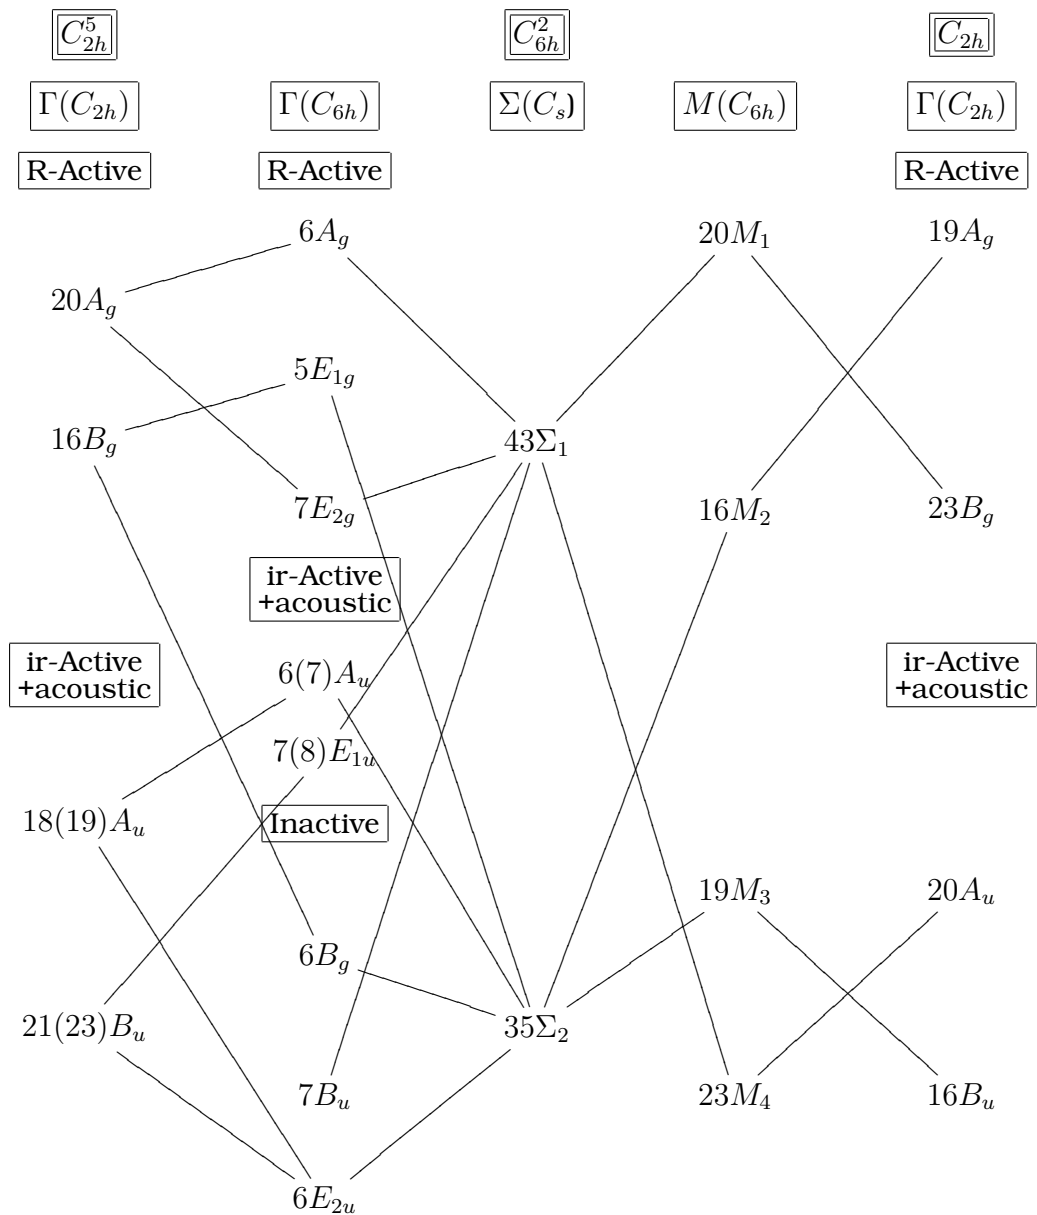 C_{2h}^5 C_{6h}^2 C_{2h}
Γ(C_{2h}) Γ(C_{6h}) Σ(C_s) M(C_{6h}) Γ(C_{2h})
R-Active R-Active R-Active
6A_g 20M_1 19A_g
20A_g
5E_{1g}
16B_g 43Σ_1
7E_{2g} 16M_2 23B_g
ir-Active
+acoustic
ir-Active 6(7)A_u ir-Active
+acoustic +acoustic
7(8)E_{1u}
18(19)A_u Inactive
19M_3 20A_u
6B_g
21(23)B_u 35Σ_2
7B_u 23M_4 16B_u
6E_{2u}